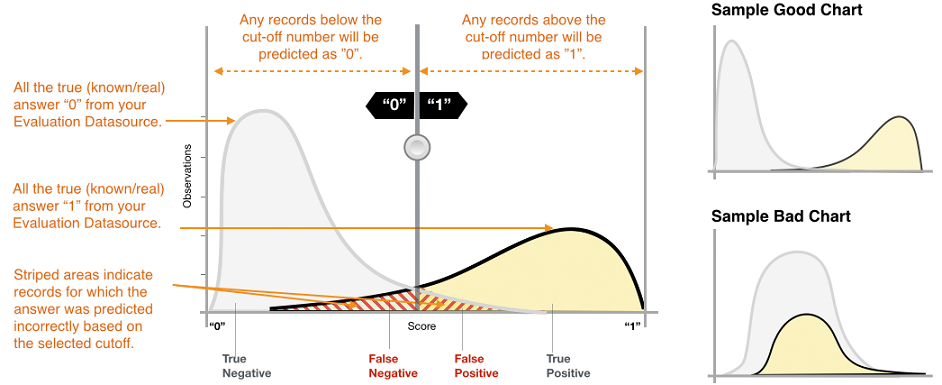 Any records below the
cut-off number will be
predicted as "0".
Any records above the
cut-off number will be
predicted as "1".
All the true (known/real)
answer “0” from your
Evaluation Datasource.
“0”
“1”
Observations
All the true (known/real)
answer “1” from your
Evaluation Datasource.
Striped areas indicate
records for which the
answer was predicted
incorrectly based on
the selected cutoff.
“0”
Score
“1”
True
Negative
False
Negative
False
Positive
True
Positive
Sample Good Chart
Sample Bad Chart